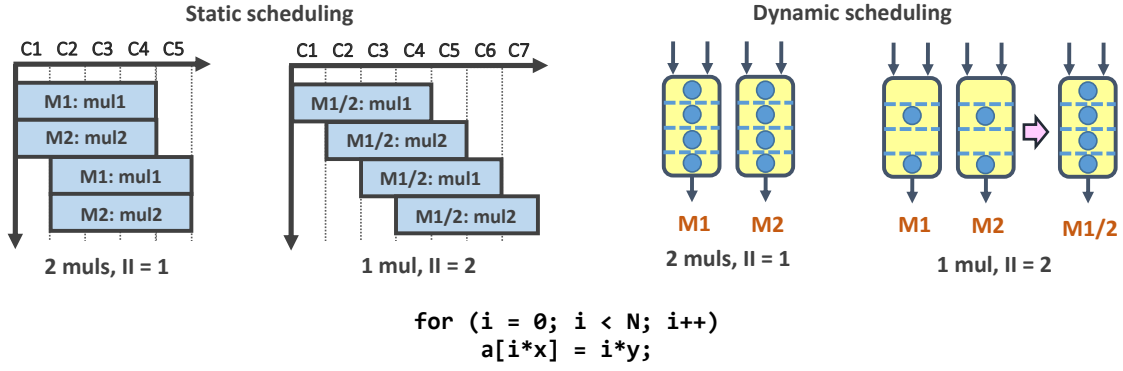 Static scheduling
C1 C2 C3 C4 C5
M1: mul1
M2: mul2
M1: mul1
M2: mul2
2 muls, II = 1
C1 C2 C3 C4 C5 C6 C7
M1/2: mul1
M1/2: mul2
M1/2: mul1
M1/2: mul2
1 mul, II = 2
Dynamic scheduling
M1 M2
2 muls, II = 1
M1 M2 M1/2
1 mul, II = 2
for (i = 0; i < N; i++)
a[i*x] = i*y;